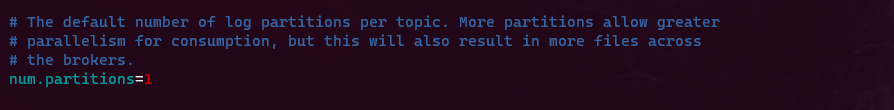 # The default number of log partitions per topic. More partitions allow greater
# parallelism for consumption, but this will also result in more files across
# the brokers.
num.partitions=1